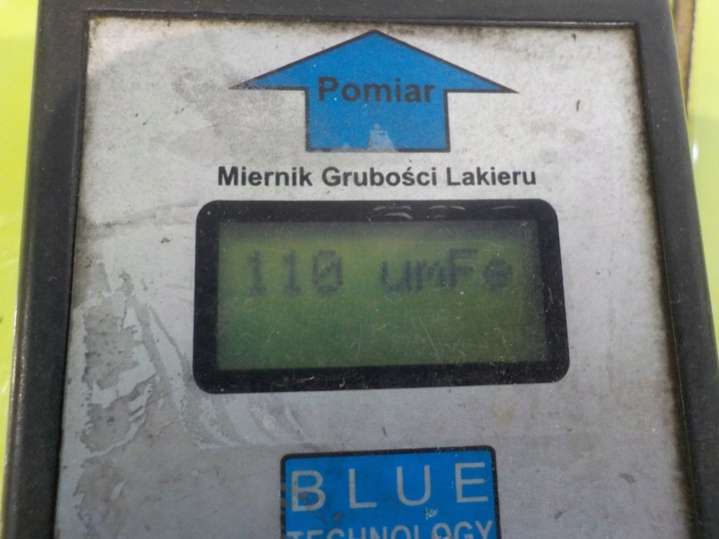 Pomiar
Miernik Grubości Lakieru
110 umFe
BLUE
TECHNOLOGY